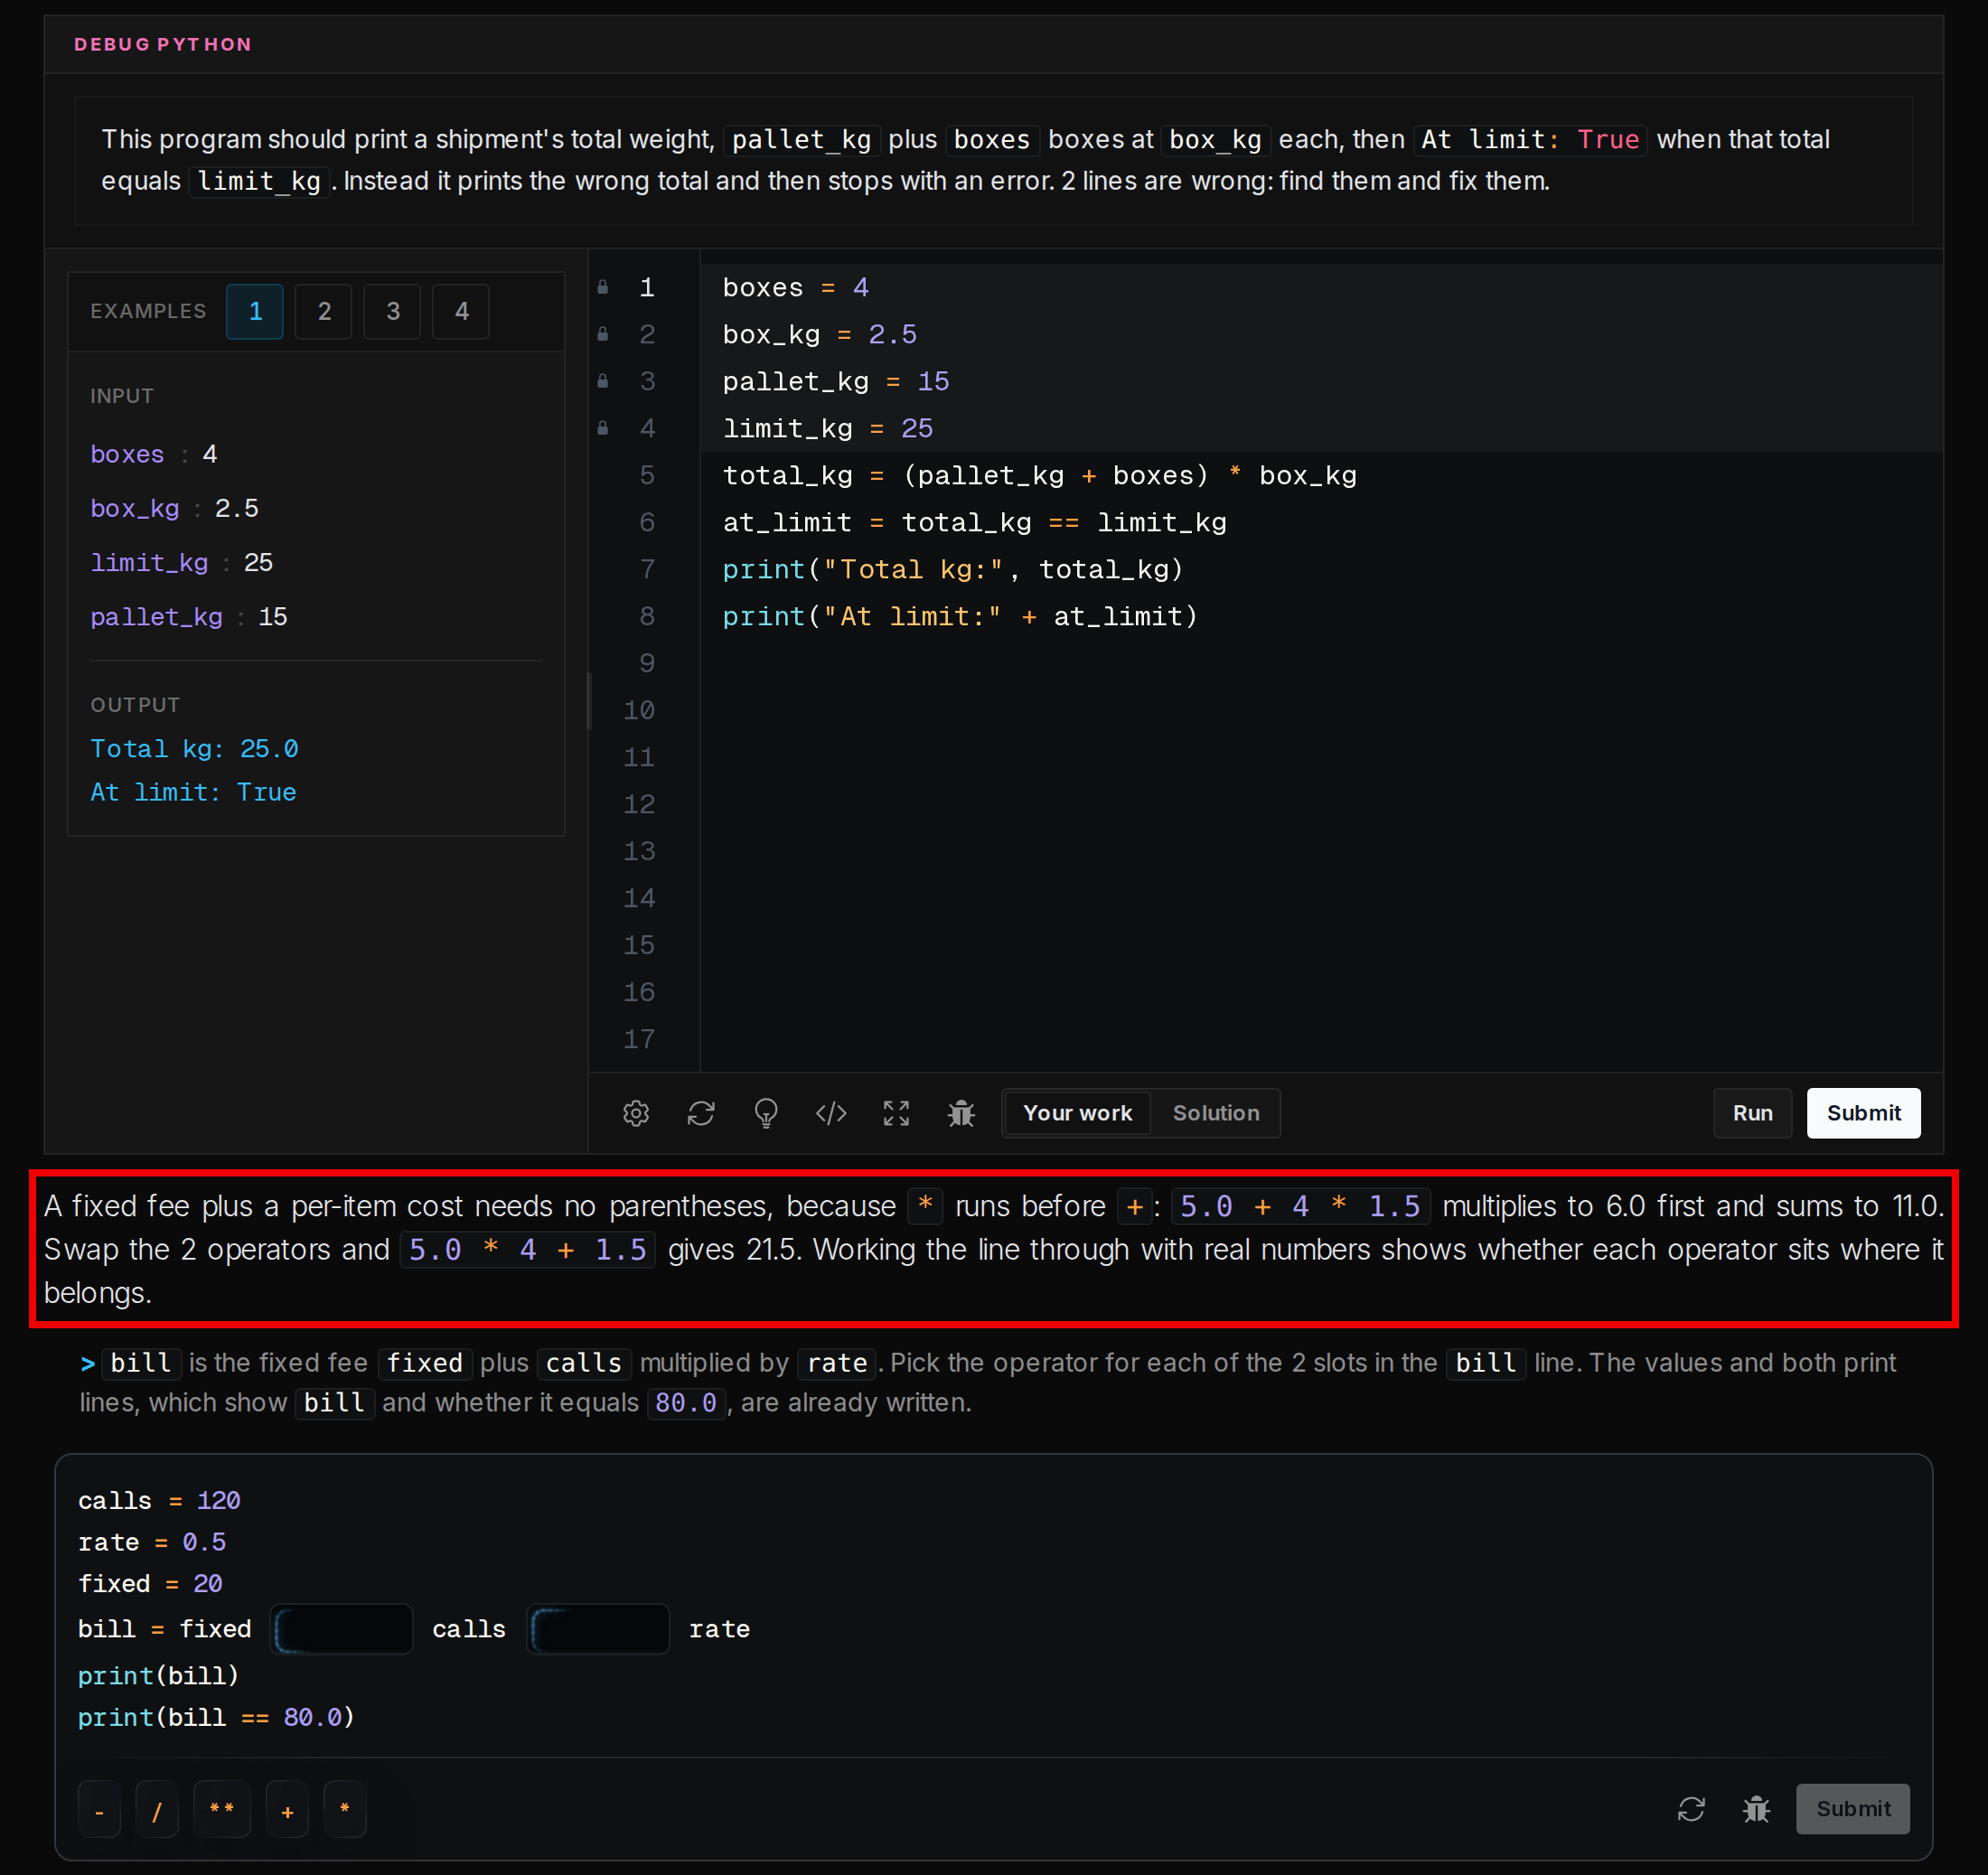 DEBUG PYTHON
This program should print a shipment's total weight, pallet_kg plus boxes boxes at box_kg each, then At limit: True when that total
equals limit_kg. Instead it prints the wrong total and then stops with an error. 2 lines are wrong: find them and fix them.
EXAMPLES 1 2 3 4
INPUT
boxes : 4
box_kg : 2.5
limit_kg : 25
pallet_kg : 15
OUTPUT
Total kg: 25.0
At limit: True
1 boxes = 4
2 box_kg = 2.5
3 pallet_kg = 15
4 limit_kg = 25
5 total_kg = (pallet_kg + boxes) * box_kg
6 at_limit = total_kg == limit_kg
7 print("Total kg:", total_kg)
8 print("At limit:" + at_limit)
9
10
11
12
13
14
15
16
17
Your work Solution Run Submit
A fixed fee plus a per-item cost needs no parentheses, because * runs before +: 5.0 + 4 * 1.5 multiplies to 6.0 first and sums to 11.0.
Swap the 2 operators and 5.0 * 4 + 1.5 gives 21.5. Working the line through with real numbers shows whether each operator sits where it
belongs.
> bill is the fixed fee fixed plus calls multiplied by rate. Pick the operator for each of the 2 slots in the bill line. The values and both print
lines, which show bill and whether it equals 80.0, are already written.
calls = 120
rate = 0.5
fixed = 20
bill = fixed calls rate
print(bill)
print(bill == 80.0)
- / ** + * Submit